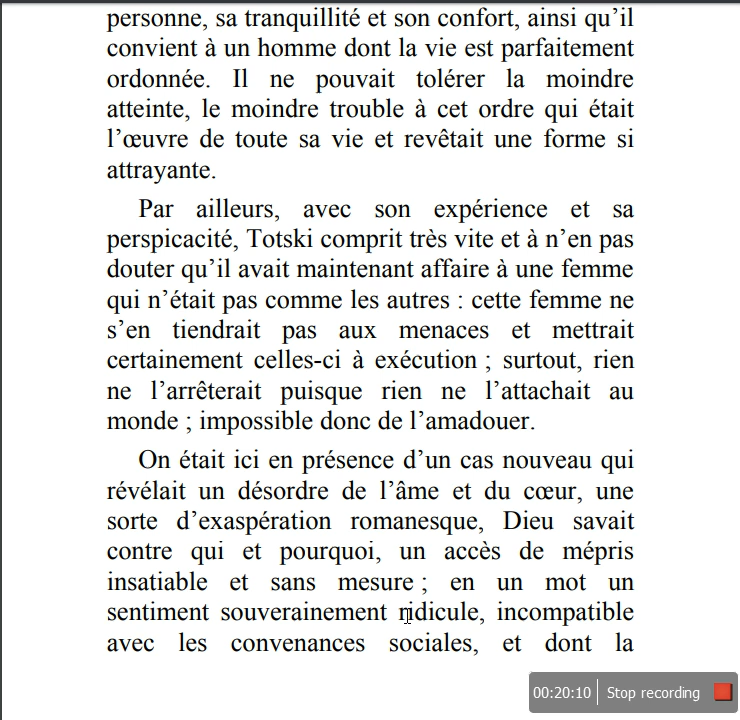 personne, sa tranquillité et son confort, ainsi qu’il
convient à un homme dont la vie est parfaitement
ordonnée. Il ne pouvait tolérer la moindre
atteinte, le moindre trouble à cet ordre qui était
l’œuvre de toute sa vie et revêtait une forme si
attrayante.
Par ailleurs, avec son expérience et sa
perspicacité, Totski comprit très vite et à n’en pas
douter qu’il avait maintenant affaire à une femme
qui n’était pas comme les autres : cette femme ne
s’en tiendrait pas aux menaces et mettrait
certainement celles-ci à exécution ; surtout, rien
ne l’arrêterait puisque rien ne l’attachait au
monde ; impossible donc de l’amadouer.
On était ici en présence d’un cas nouveau qui
révélait un désordre de l’âme et du cœur, une
sorte d’exaspération romanesque, Dieu savait
contre qui et pourquoi, un accès de mépris
insatiable et sans mesure ; en un mot un
sentiment souverainement ridicule, incompatible
avec les convenances sociales, et dont la
00:20:10 Stop recording